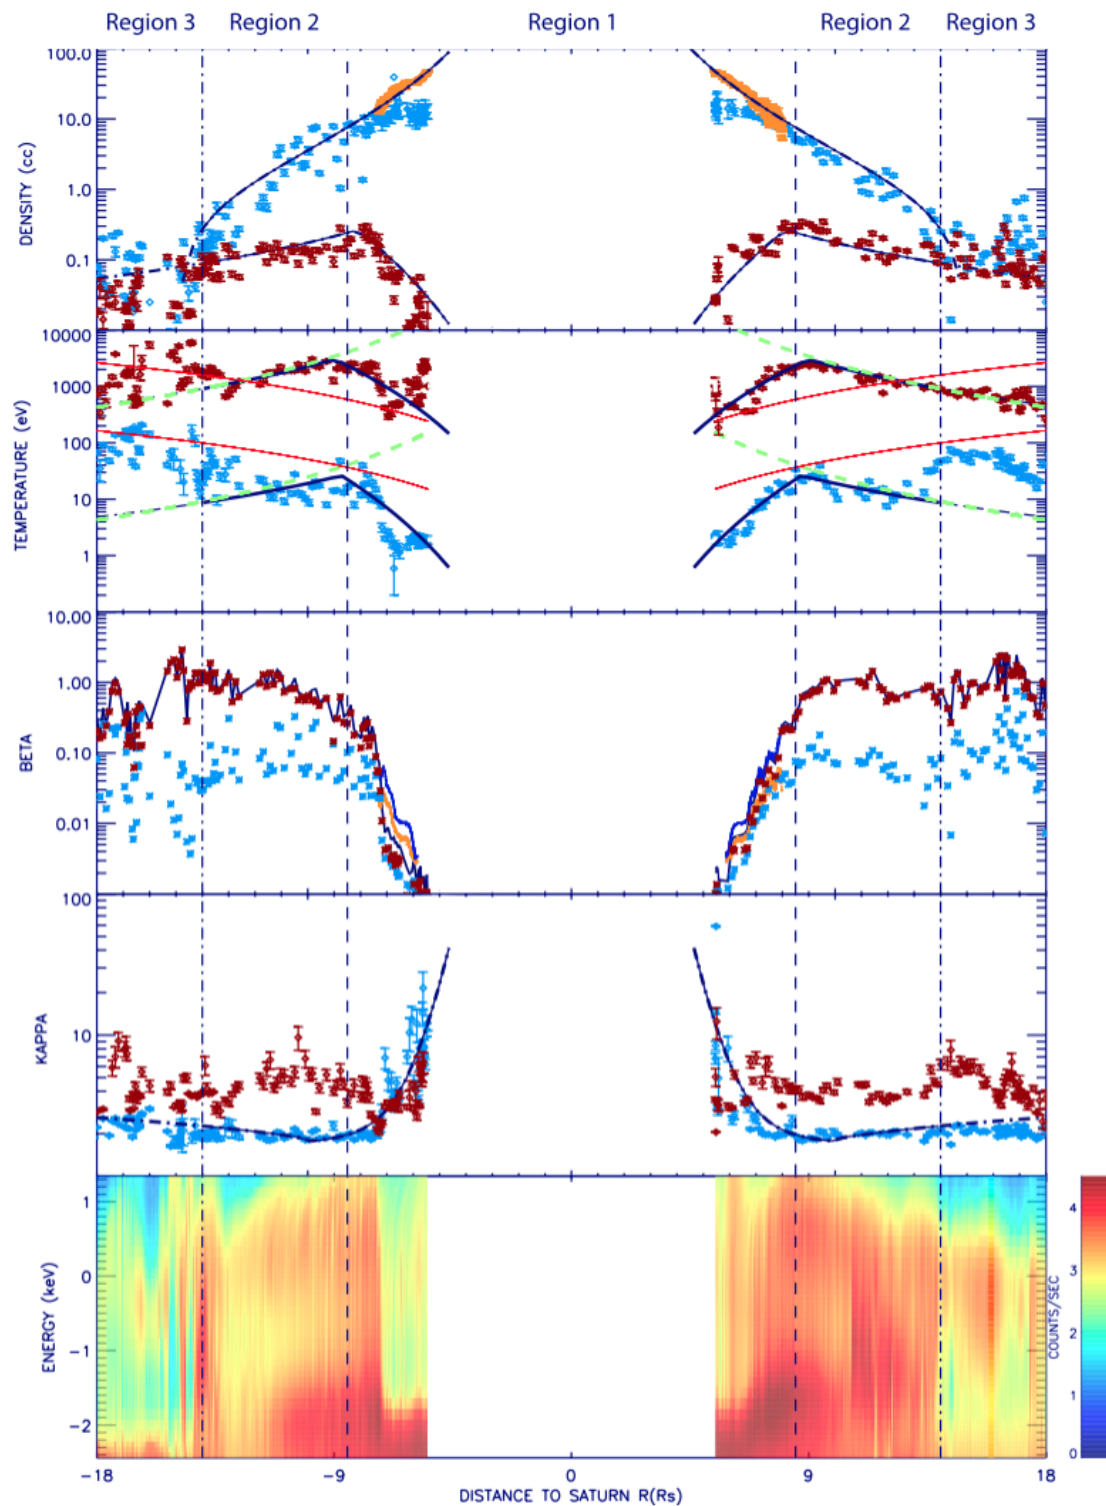 Region 3 Region 2 Region 1 Region 2 Region 3
100.0
10.0
1.0
0.1
DENSITY (cc)
10000
1000
100
10
1
TEMPERATURE (eV)
10.00
1.00
0.10
0.01
BETA
100
10
KAPPA
1
0
-1
-2
ENERGY (keV)
4
3
2
1
0
COUNTS/SEC
-18 -9 0 9 18
DISTANCE TO SATURN R(Rs)